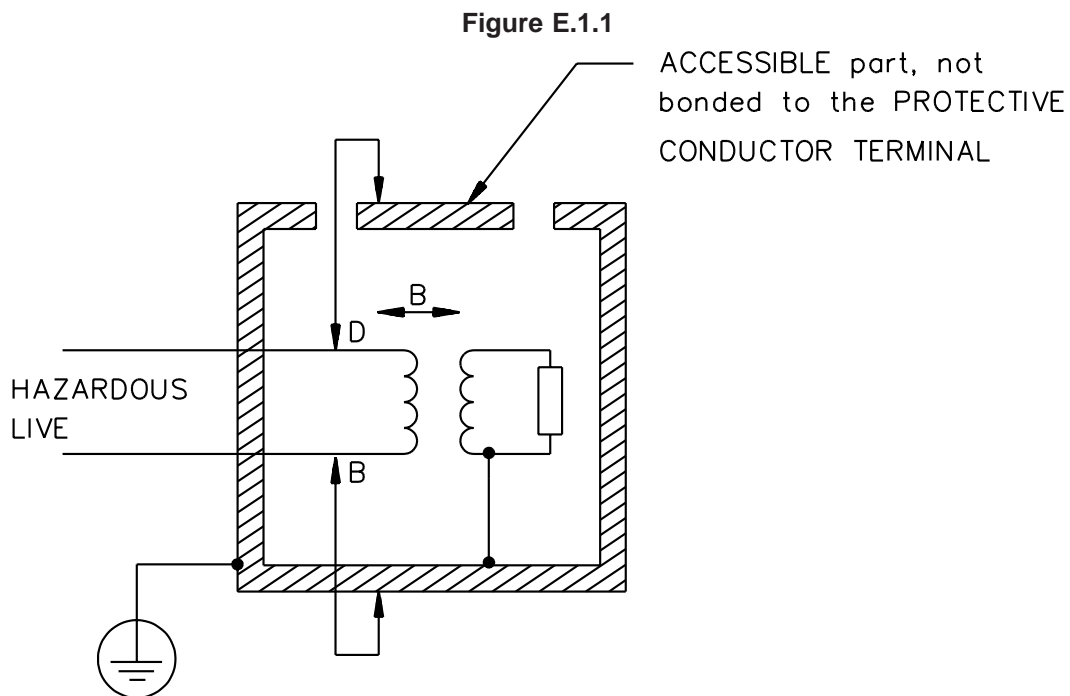 Figure E.1.1
ACCESSIBLE part, not
bonded to the PROTECTIVE
CONDUCTOR TERMINAL
B
D
HAZARDOUS
LIVE
B